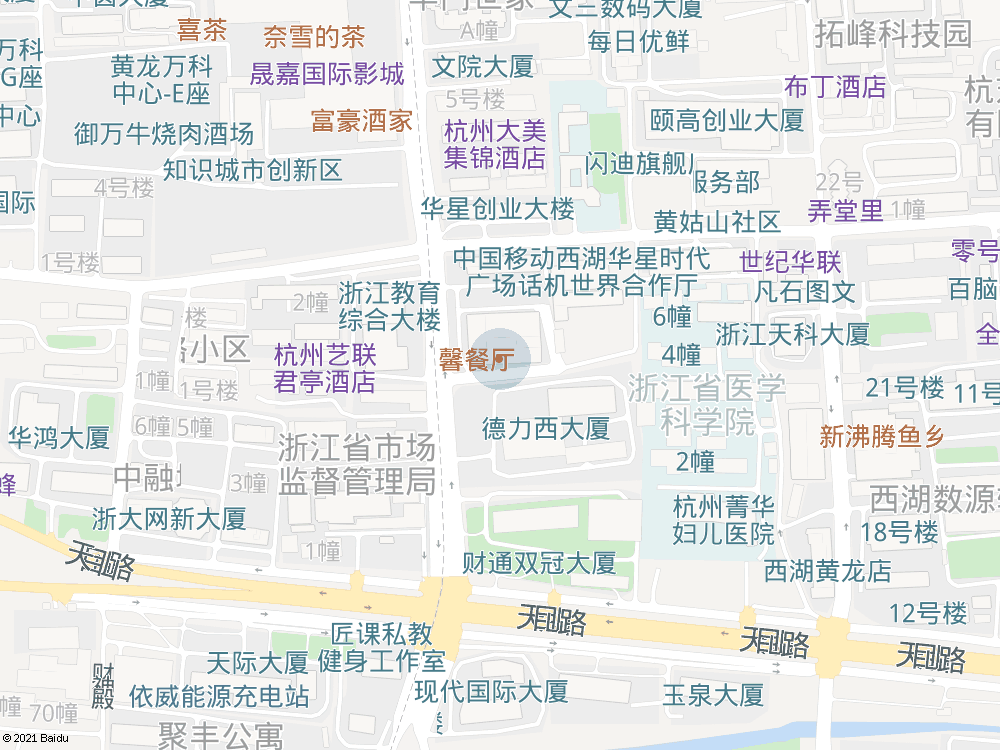 华门世家
文三数码大厦
喜茶
奈雪的茶
A幢
每日优鲜
拓峰科技园
万科
G座
黄龙万科
中心-E座
晟嘉国际影城
文院大厦
布丁酒店
中心
5号楼
富豪酒家
御万牛烧肉酒场
杭州大美
集锦酒店
颐高创业大厦
有限
知识城市创新区
闪迪旗舰
服务部
4号楼
22号
国际
华星创业大楼
弄堂里
1幢
黄姑山社区
1号楼
中国移动西湖华星时代
广场话机世界合作厅
世纪华联
零号
2幢
浙江教育
综合大楼
凡石图文
百脑
6幢
浙江天科大厦
全
号楼
路小区
杭州艺联
君亭酒店
馨餐厅
4幢
1幢
1号楼
浙江省医学
科学院
21号楼
11号
6幢
5幢
德力西大厦
新沸腾鱼乡
华鸿大厦
浙江省市场
监督管理局
2幢
中融
3幢
蜂
西湖数源
杭州菁华
妇儿医院
浙大网新大厦
18号楼
1幢
天目山路
财通双冠大厦
西湖黄龙店
12号楼
天目山路
匠课私教
健身工作室
天目山路
天目山路
天际大厦
财神殿
依威能源充电站
现代国际大厦
玉泉大厦
幢
70幢
聚丰公寓
楼
© 2021 Baidu